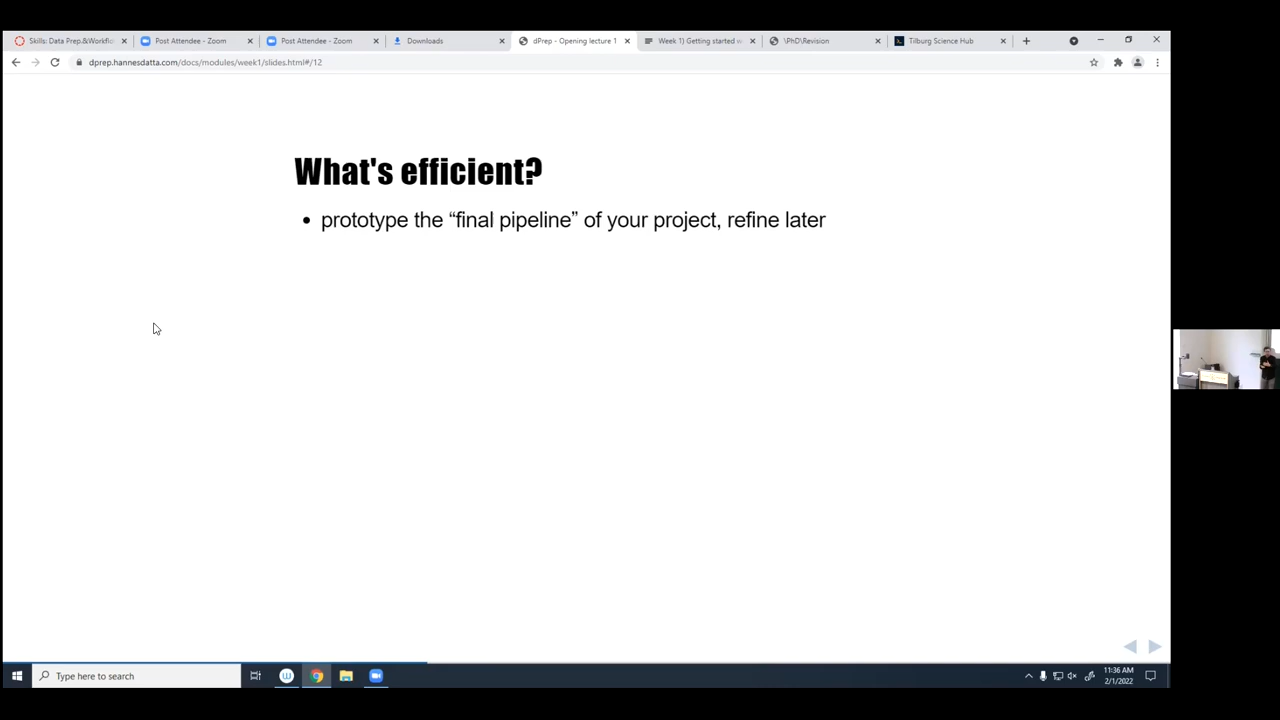 Skills: Data Prep.&Workflo
Post Attendee - Zoom
Post Attendee - Zoom
Downloads
dPrep - Opening lecture 1
Week 1) Getting started w
\PhD\Revision
Tilburg Science Hub
dprep.hannesdatta.com/docs/modules/week1/slides.html#/12
What's efficient?
• prototype the “final pipeline” of your project, refine later
Type here to search
11:36 AM
2/1/2022